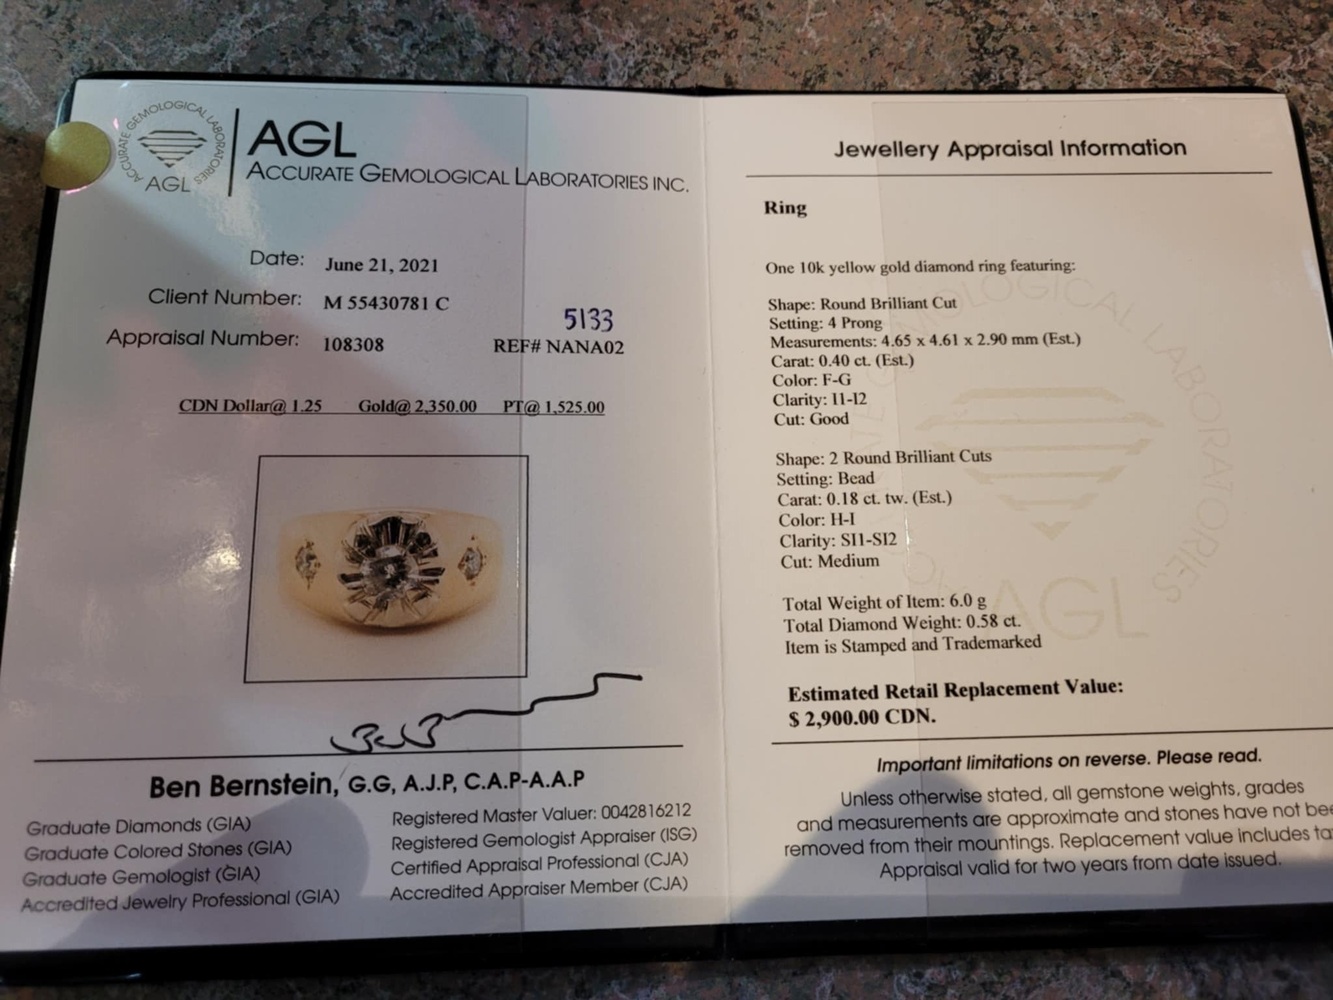 ACCURATE GEMOLOGICAL LABORATORIES
AGL
AGL
ACCURATE GEMOLOGICAL LABORATORIES INC.
Date: June 21, 2021
Client Number: M 55430781 C
5133
Appraisal Number: 108308 REF# NANA02
CDN Dollar@ 1.25 Gold@ 2,350.00 PT@ 1,525.00
Ben Bernstein, G.G, A.J.P, C.A.P-A.A.P
Graduate Diamonds (GIA)
Graduate Colored Stones (GIA)
Graduate Gemologist (GIA)
Accredited Jewelry Professional (GIA)
Registered Master Valuer: 0042816212
Registered Gemologist Appraiser (ISG)
Certified Appraisal Professional (CJA)
Accredited Appraiser Member (CJA)
Jewellery Appraisal Information
Ring
One 10k yellow gold diamond ring featuring:
Shape: Round Brilliant Cut
Setting: 4 Prong
Measurements: 4.65 x 4.61 x 2.90 mm (Est.)
Carat: 0.40 ct. (Est.)
Color: F-G
Clarity: I1-I2
Cut: Good
Shape: 2 Round Brilliant Cuts
Setting: Bead
Carat: 0.18 ct. tw. (Est.)
Color: H-I
Clarity: SI1-SI2
Cut: Medium
Total Weight of Item: 6.0 g
Total Diamond Weight: 0.58 ct.
Item is Stamped and Trademarked
Estimated Retail Replacement Value:
$ 2,900.00 CDN.
Important limitations on reverse. Please read.
Unless otherwise stated, all gemstone weights, grades
and measurements are approximate and stones have not
removed from their mountings. Replacement value includes
Appraisal valid for two years from date issued.
AGL